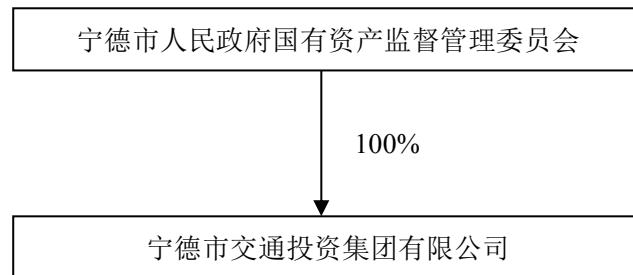 宁德市人民政府国有资产监督管理委员会
100%
宁德市交通投资集团有限公司